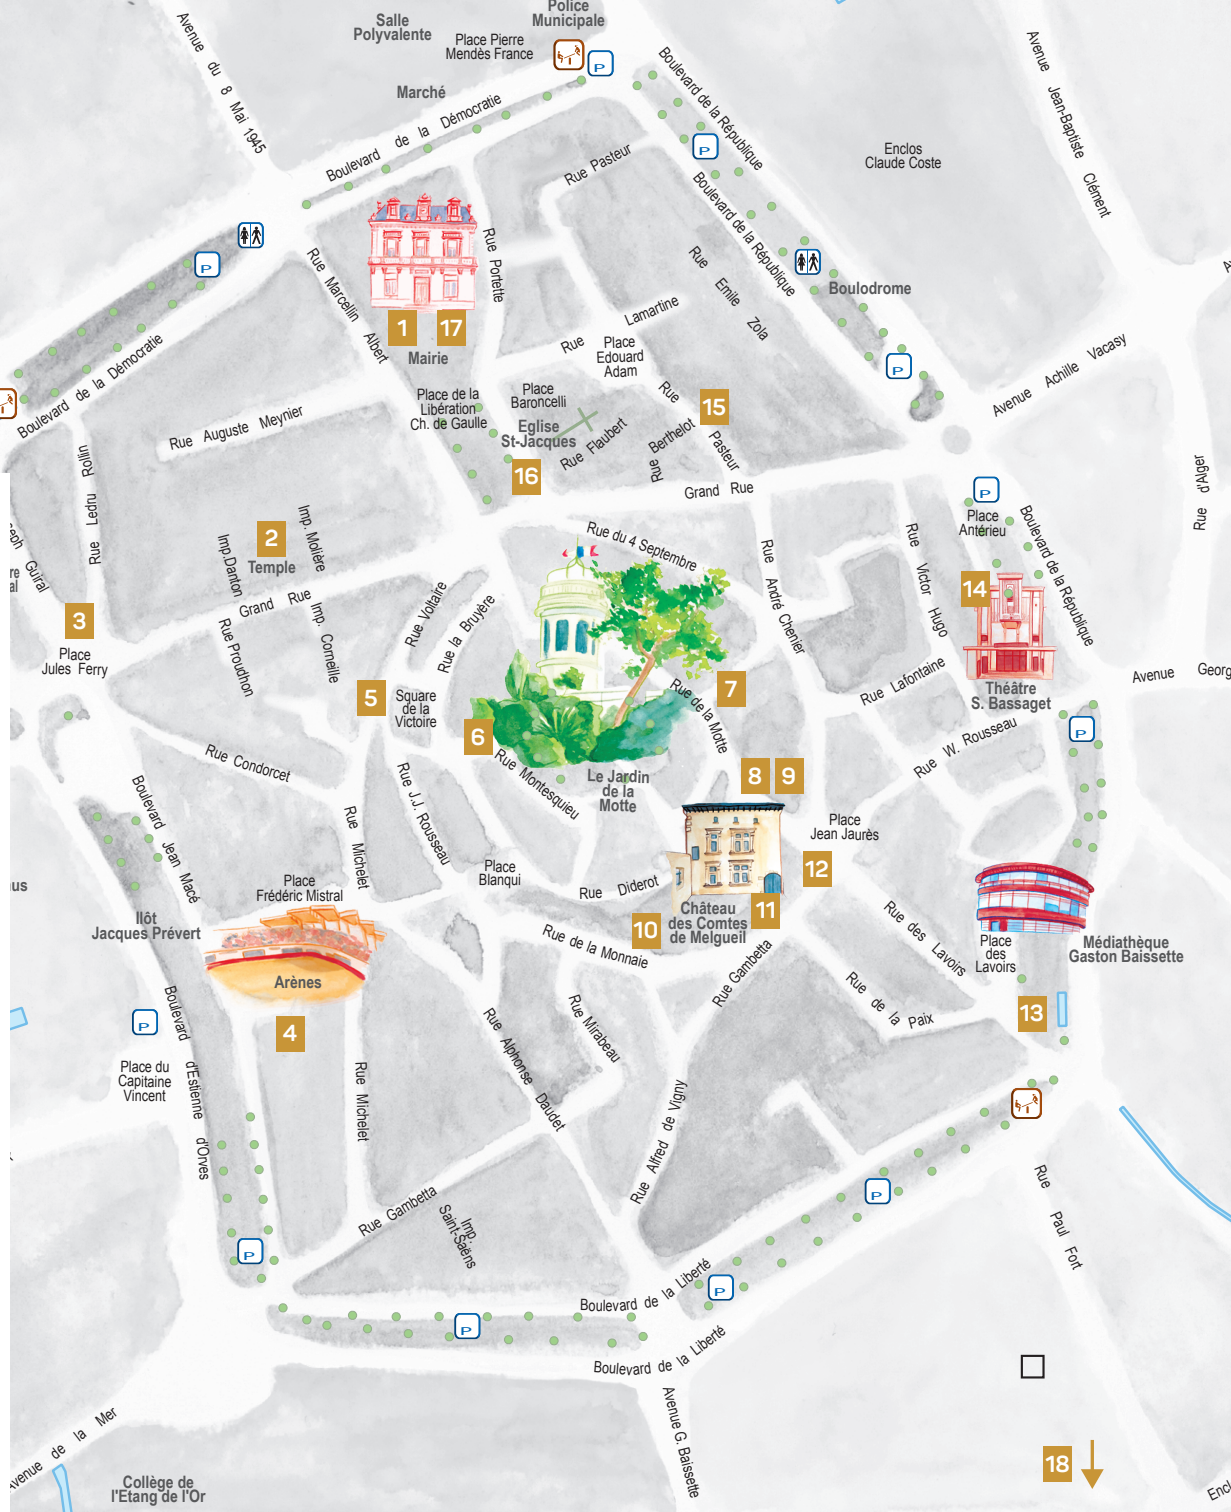 Salle
Polyvalente
Police
Municipale
Place Pierre
Mendès France
P
Marché
Avenue du 8 Mai 1945
Boulevard de la Démocratie
Boulevard de la République
P
Boulevard de la République
Enclos
Claude Coste
Avenue Jean-Baptiste Clément
Rue Pasteur
P
Rue Marcellin Albert
Rue Portette
Rue Emile Zola
Boulodrome
1
17
Mairie
Rue Lamartine
Place
Edouard
Adam
P
Avenue Achille Vacasy
Boulevard de la Démocratie
Place de la
Libération
Ch. de Gaulle
Place
Baroncelli
Eglise
St-Jacques
Rue Flaubert
Rue Berthelot
Rue Pasteur
15
Rue Auguste Meynier
Rue Ledru Rollin
16
Grand Rue
P
Place
Antérieu
Boulevard de la République
Rue d'Alger
2
Temple
Imp. Danton
Imp. Molière
Rue du 4 Septembre
Rue André Chenier
Rue Victor Hugo
Guiral
3
Place
Jules Ferry
Grand Rue
Rue Proudhon
Imp. Corneille
Rue Voltaire
Rue la Bruyère
14
Théâtre
S. Bassaget
Avenue
5
Square
de la
Victoire
6
7
Rue de la Motte
Rue Lafontaine
Rue W. Rousseau
P
Rue Condorcet
Rue Montesquieu
Le Jardin
de la
Motte
8
9
Boulevard Jean Macé
Rue Michelet
Rue J.J. Rousseau
Place
Jean Jaurès
12
Place
Blanqui
Rue Diderot
Place
Frédéric Mistral
Ilôt
Jacques Prévert
10
Château
des Comtes
de Melgueil
11
Rue des Lavoirs
Place
des
Lavoirs
Médiathèque
Gaston Baissette
Arènes
4
Rue de la Monnaie
Rue Gambetta
Rue de la Paix
13
P
Place du
Capitaine
Vincent
Boulevard d'Estienne d'Orves
Rue Michelet
Rue Alphonse Daudet
Rue Mirabeau
Rue Alfred de Vigny
Rue Gambetta
Imp.
Saint-Saëns
P
Rue Paul Fort
P
Boulevard de la Liberté
P
P
Boulevard de la Liberté
Avenue G. Baissette
Avenue de la Mer
Collège de
l'Etang de l'Or
18